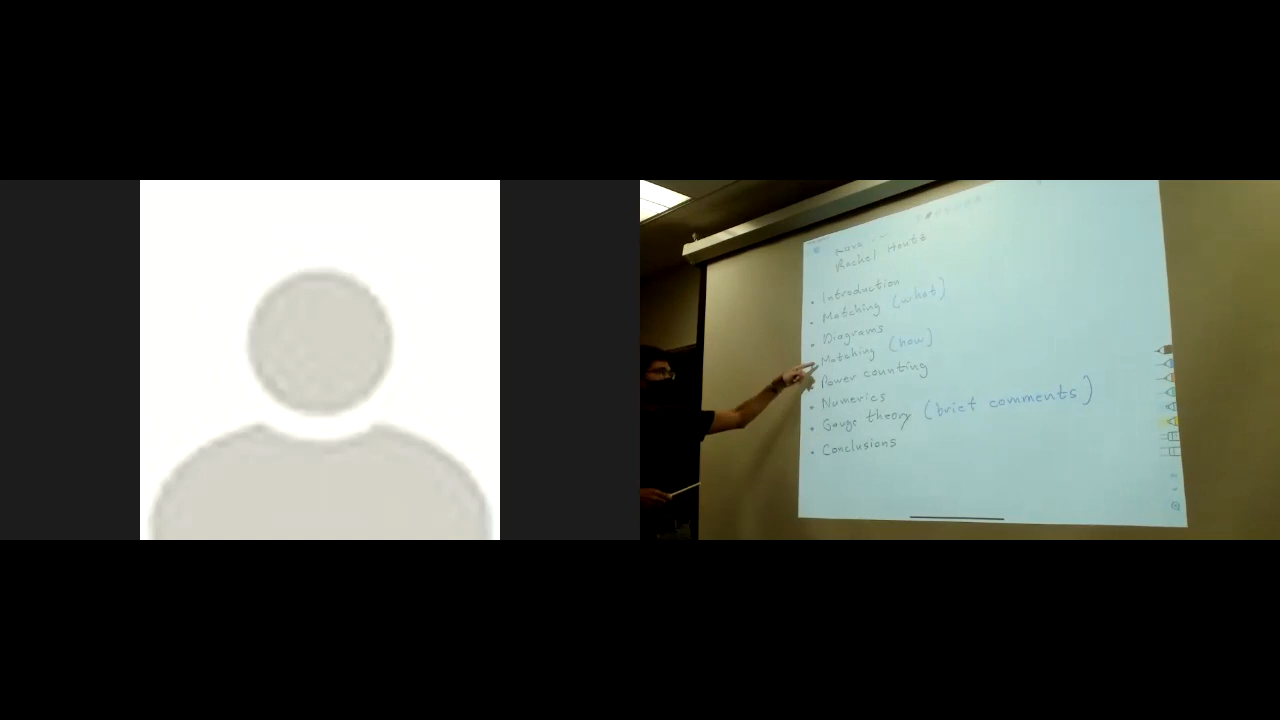 Rachel Houtz
• Introduction
• Matching (what)
• Diagrams
• Matching (how)
• Power counting
• Numerics
• Gauge theory (brief comments)
• Conclusions